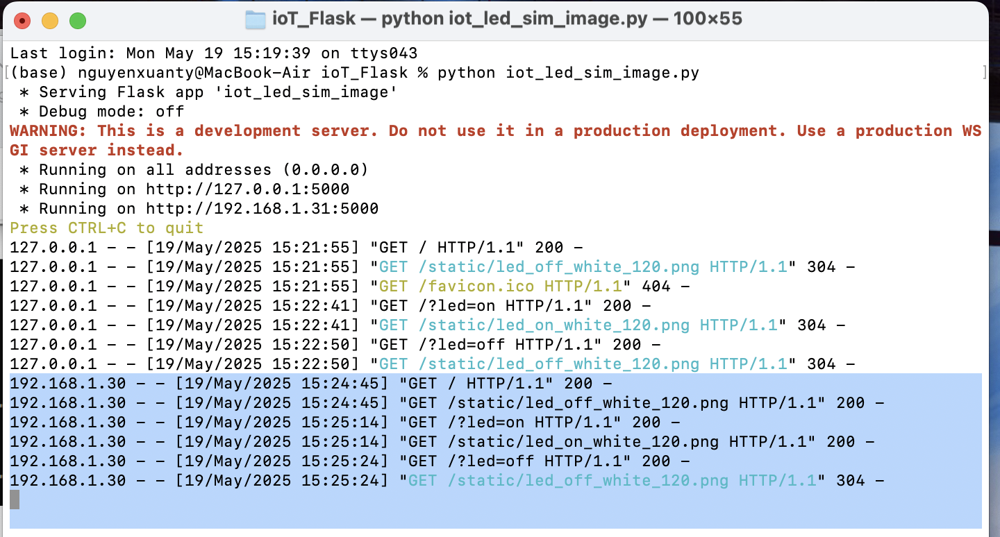 ioT_Flask — python iot_led_sim_image.py — 100×55
Last login: Mon May 19 15:19:39 on ttys043
[(base) nguyenxuanty@MacBook-Air ioT_Flask % python iot_led_sim_image.py ]
 * Serving Flask app 'iot_led_sim_image'
 * Debug mode: off
WARNING: This is a development server. Do not use it in a production deployment. Use a production WS
GI server instead.
 * Running on all addresses (0.0.0.0)
 * Running on http://127.0.0.1:5000
 * Running on http://192.168.1.31:5000
Press CTRL+C to quit
127.0.0.1 - - [19/May/2025 15:21:55] "GET / HTTP/1.1" 200 -
127.0.0.1 - - [19/May/2025 15:21:55] "GET /static/led_off_white_120.png HTTP/1.1" 304 -
127.0.0.1 - - [19/May/2025 15:21:55] "GET /favicon.ico HTTP/1.1" 404 -
127.0.0.1 - - [19/May/2025 15:22:41] "GET /?led=on HTTP/1.1" 200 -
127.0.0.1 - - [19/May/2025 15:22:41] "GET /static/led_on_white_120.png HTTP/1.1" 304 -
127.0.0.1 - - [19/May/2025 15:22:50] "GET /?led=off HTTP/1.1" 200 -
127.0.0.1 - - [19/May/2025 15:22:50] "GET /static/led_off_white_120.png HTTP/1.1" 304 -
192.168.1.30 - - [19/May/2025 15:24:45] "GET / HTTP/1.1" 200 -
192.168.1.30 - - [19/May/2025 15:24:45] "GET /static/led_off_white_120.png HTTP/1.1" 200 -
192.168.1.30 - - [19/May/2025 15:25:14] "GET /?led=on HTTP/1.1" 200 -
192.168.1.30 - - [19/May/2025 15:25:14] "GET /static/led_on_white_120.png HTTP/1.1" 200 -
192.168.1.30 - - [19/May/2025 15:25:24] "GET /?led=off HTTP/1.1" 200 -
192.168.1.30 - - [19/May/2025 15:25:24] "GET /static/led_off_white_120.png HTTP/1.1" 304 -